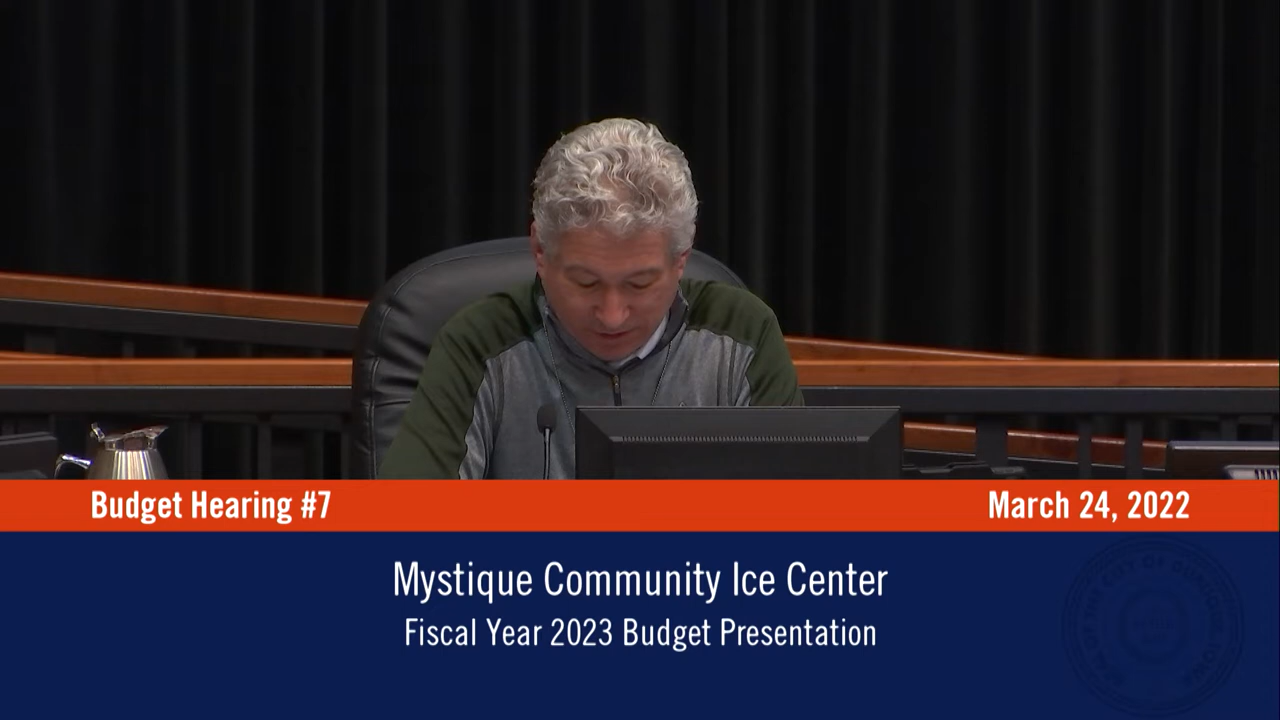 Budget Hearing #7
March 24, 2022
Mystique Community Ice Center
Fiscal Year 2023 Budget Presentation